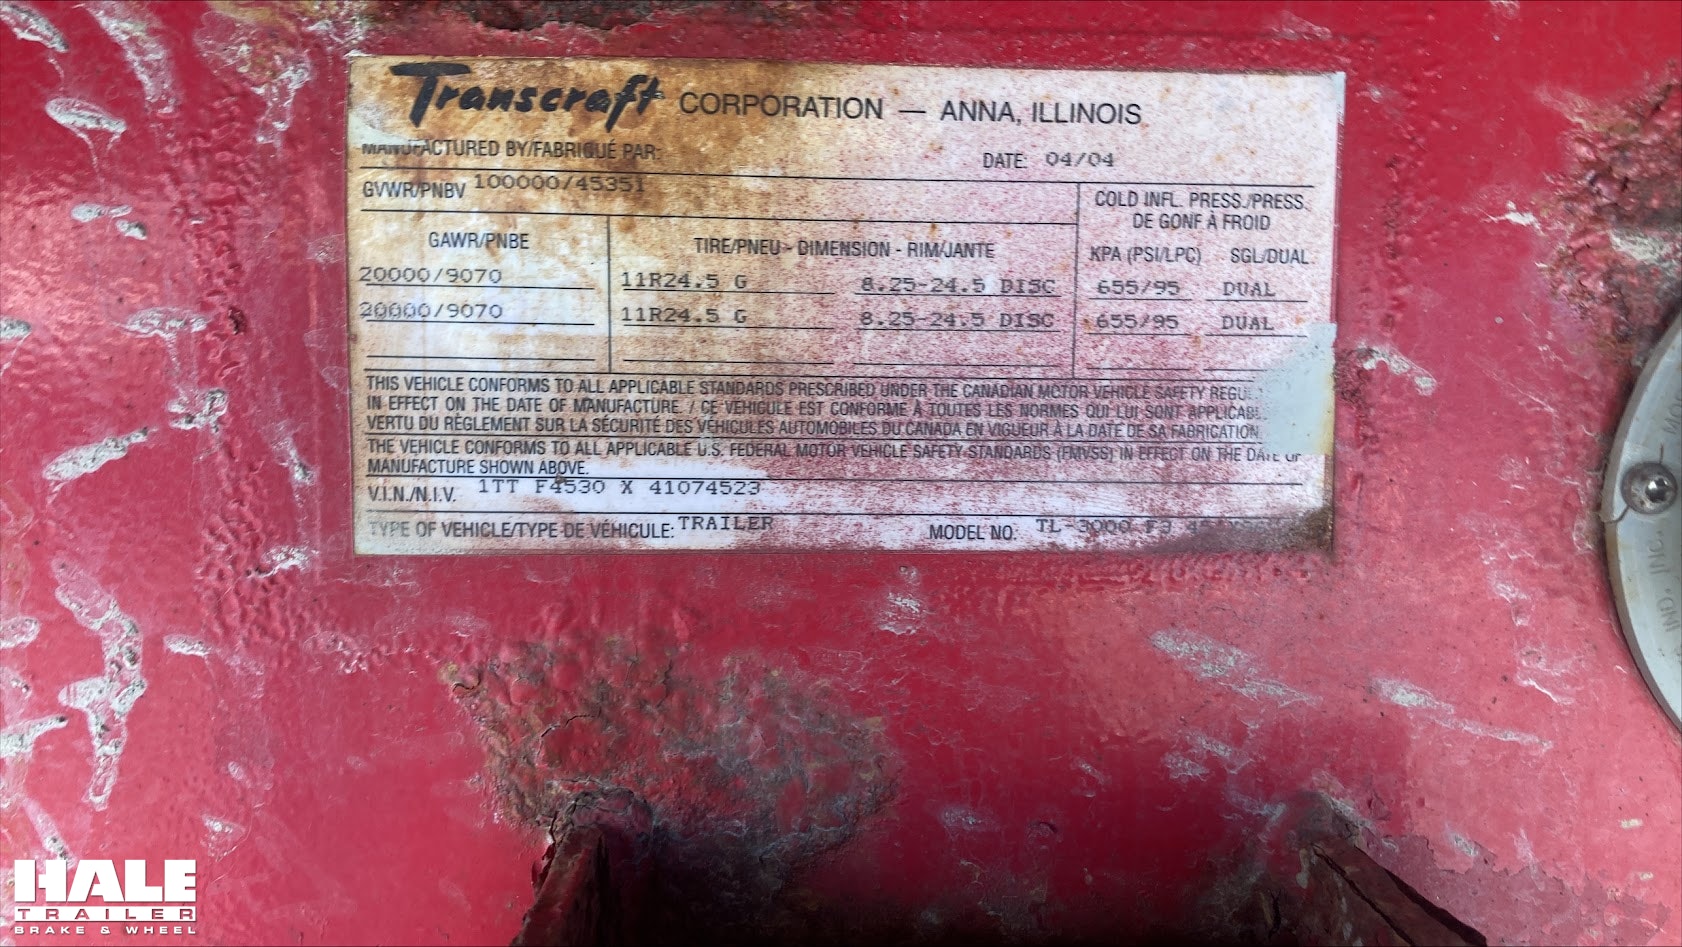 Transcraft CORPORATION — ANNA, ILLINOIS
MANUFACTURED BY/FABRIQUÉ PAR:
DATE: 04/04
GVWR/PNBV 100000/45351
COLD INFL. PRESS./PRESS.
DE GONF À FROID
GAWR/PNBE TIRE/PNEU - DIMENSION - RIM/JANTE KPA (PSI/LPC) SGL/DUAL
20000/9070 11R24.5 G 8.25-24.5 DISC 655/95 DUAL
20000/9070 11R24.5 G 8.25-24.5 DISC 655/95 DUAL
THIS VEHICLE CONFORMS TO ALL APPLICABLE STANDARDS PRESCRIBED UNDER THE CANADIAN MOTOR VEHICLE SAFETY
IN EFFECT ON THE DATE OF MANUFACTURE. / CE VÉHICULE EST CONFORME À TOUTES LES NORMES QUI LUI SONT
VERTU DU RÈGLEMENT SUR LA SÉCURITÉ DES VÉHICULES AUTOMOBILES DU CANADA EN VIGUEUR À LA DATE DE SA FABRICATION.
THE VEHICLE CONFORMS TO ALL APPLICABLE U.S. FEDERAL MOTOR VEHICLE SAFETY STANDARDS (FMVSS) IN EFFECT ON THE DATE OF
MANUFACTURE SHOWN ABOVE.
V.I.N./N.I.V. 1TT F4530 X 41074523
TYPE OF VEHICLE/TYPE DE VÉHICULE: TRAILER MODEL NO. TL-3000
IND. INC.
HALE
TRAILER
BRAKE & WHEEL